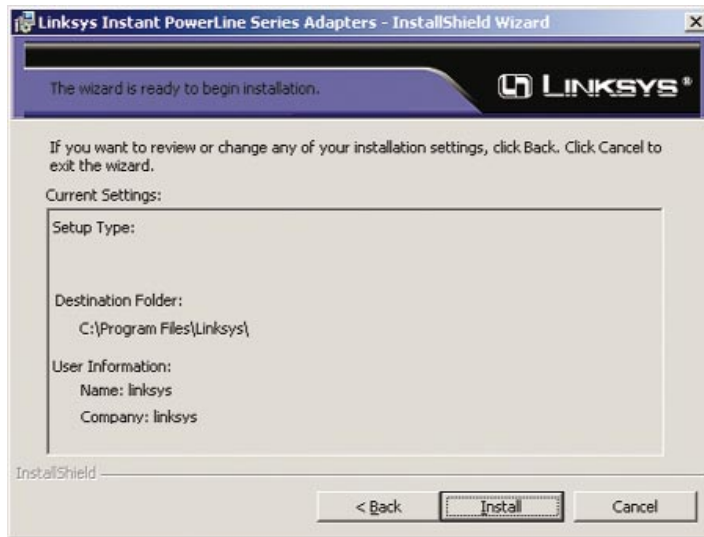 Linksys Instant PowerLine Series Adapters - InstallShield Wizard
The wizard is ready to begin installation.
LINKSYS®
If you want to review or change any of your installation settings, click Back. Click Cancel to
exit the wizard.
Current Settings:
Setup Type:
Destination Folder:
C:\Program Files\Linksys\
User Information:
Name: linksys
Company: linksys
InstallShield
< Back
Install
Cancel